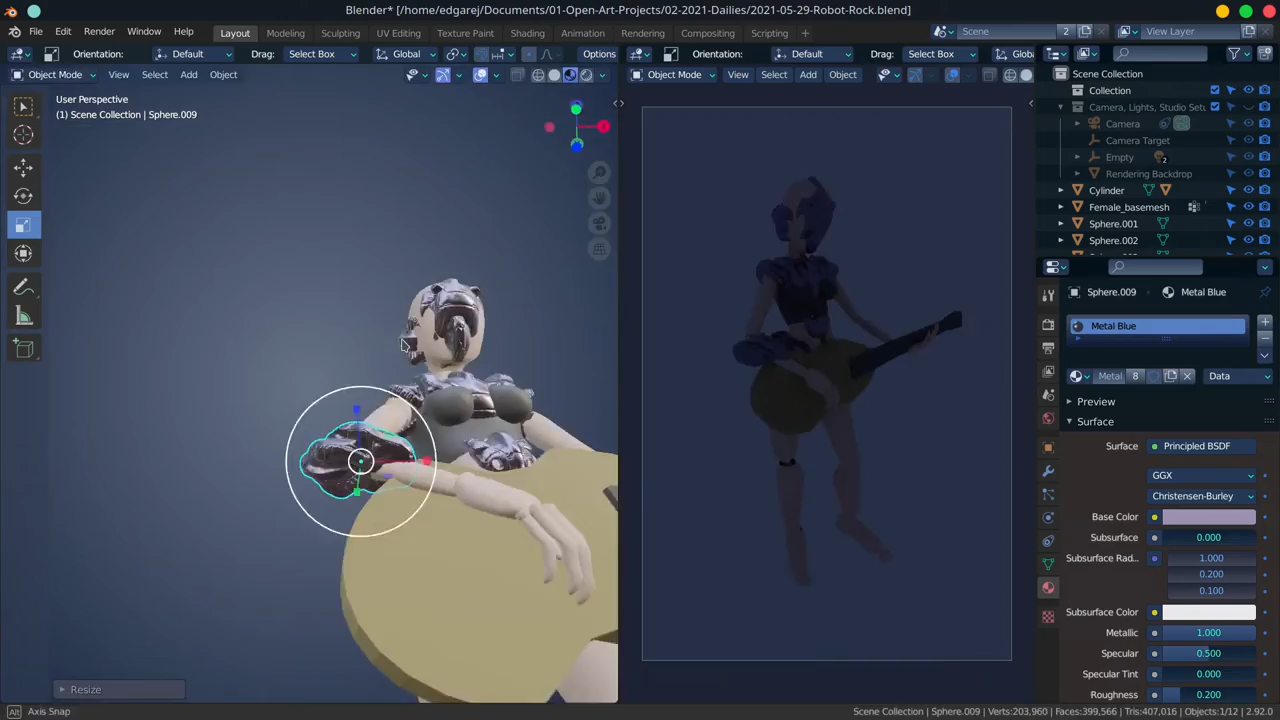 Blender* [/home/edgarej/Documents/01-Open-Art-Projects/02-2021-Dailies/2021-05-29-Robot-Rock.blend]
File Edit Render Window Help Layout Modeling Sculpting UV Editing Texture Paint Shading Animation Rendering Compositing Scripting + Scene 2 View Layer
Orientation: Default Drag: Select Box Global Options
Orientation: Default Drag: Select Box Globa
Object Mode View Select Add Object
Object Mode View Select Add Object
User Perspective
(1) Scene Collection | Sphere.009
Scene Collection
Collection
Camera, Lights, Studio Setu
Camera
Camera Target
Empty 2
Rendering Backdrop
Cylinder
Female_basemesh
Sphere.001
Sphere.002
Sphere.009 Metal Blue
Metal Blue
Metal 8 Data
Preview
Surface
Surface Principled BSDF
GGX
Christensen-Burley
Base Color
Subsurface 0.000
Subsurface Rad.. 1.000
0.200
0.100
Subsurface Color
Metallic 1.000
Specular 0.500
Specular Tint 0.000
Roughness 0.200
Resize
Alt Axis Snap
Scene Collection | Sphere.009 | Verts:203,960 | Faces:399,566 | Tris:407,016 | Objects:1/12 | 2.92.0